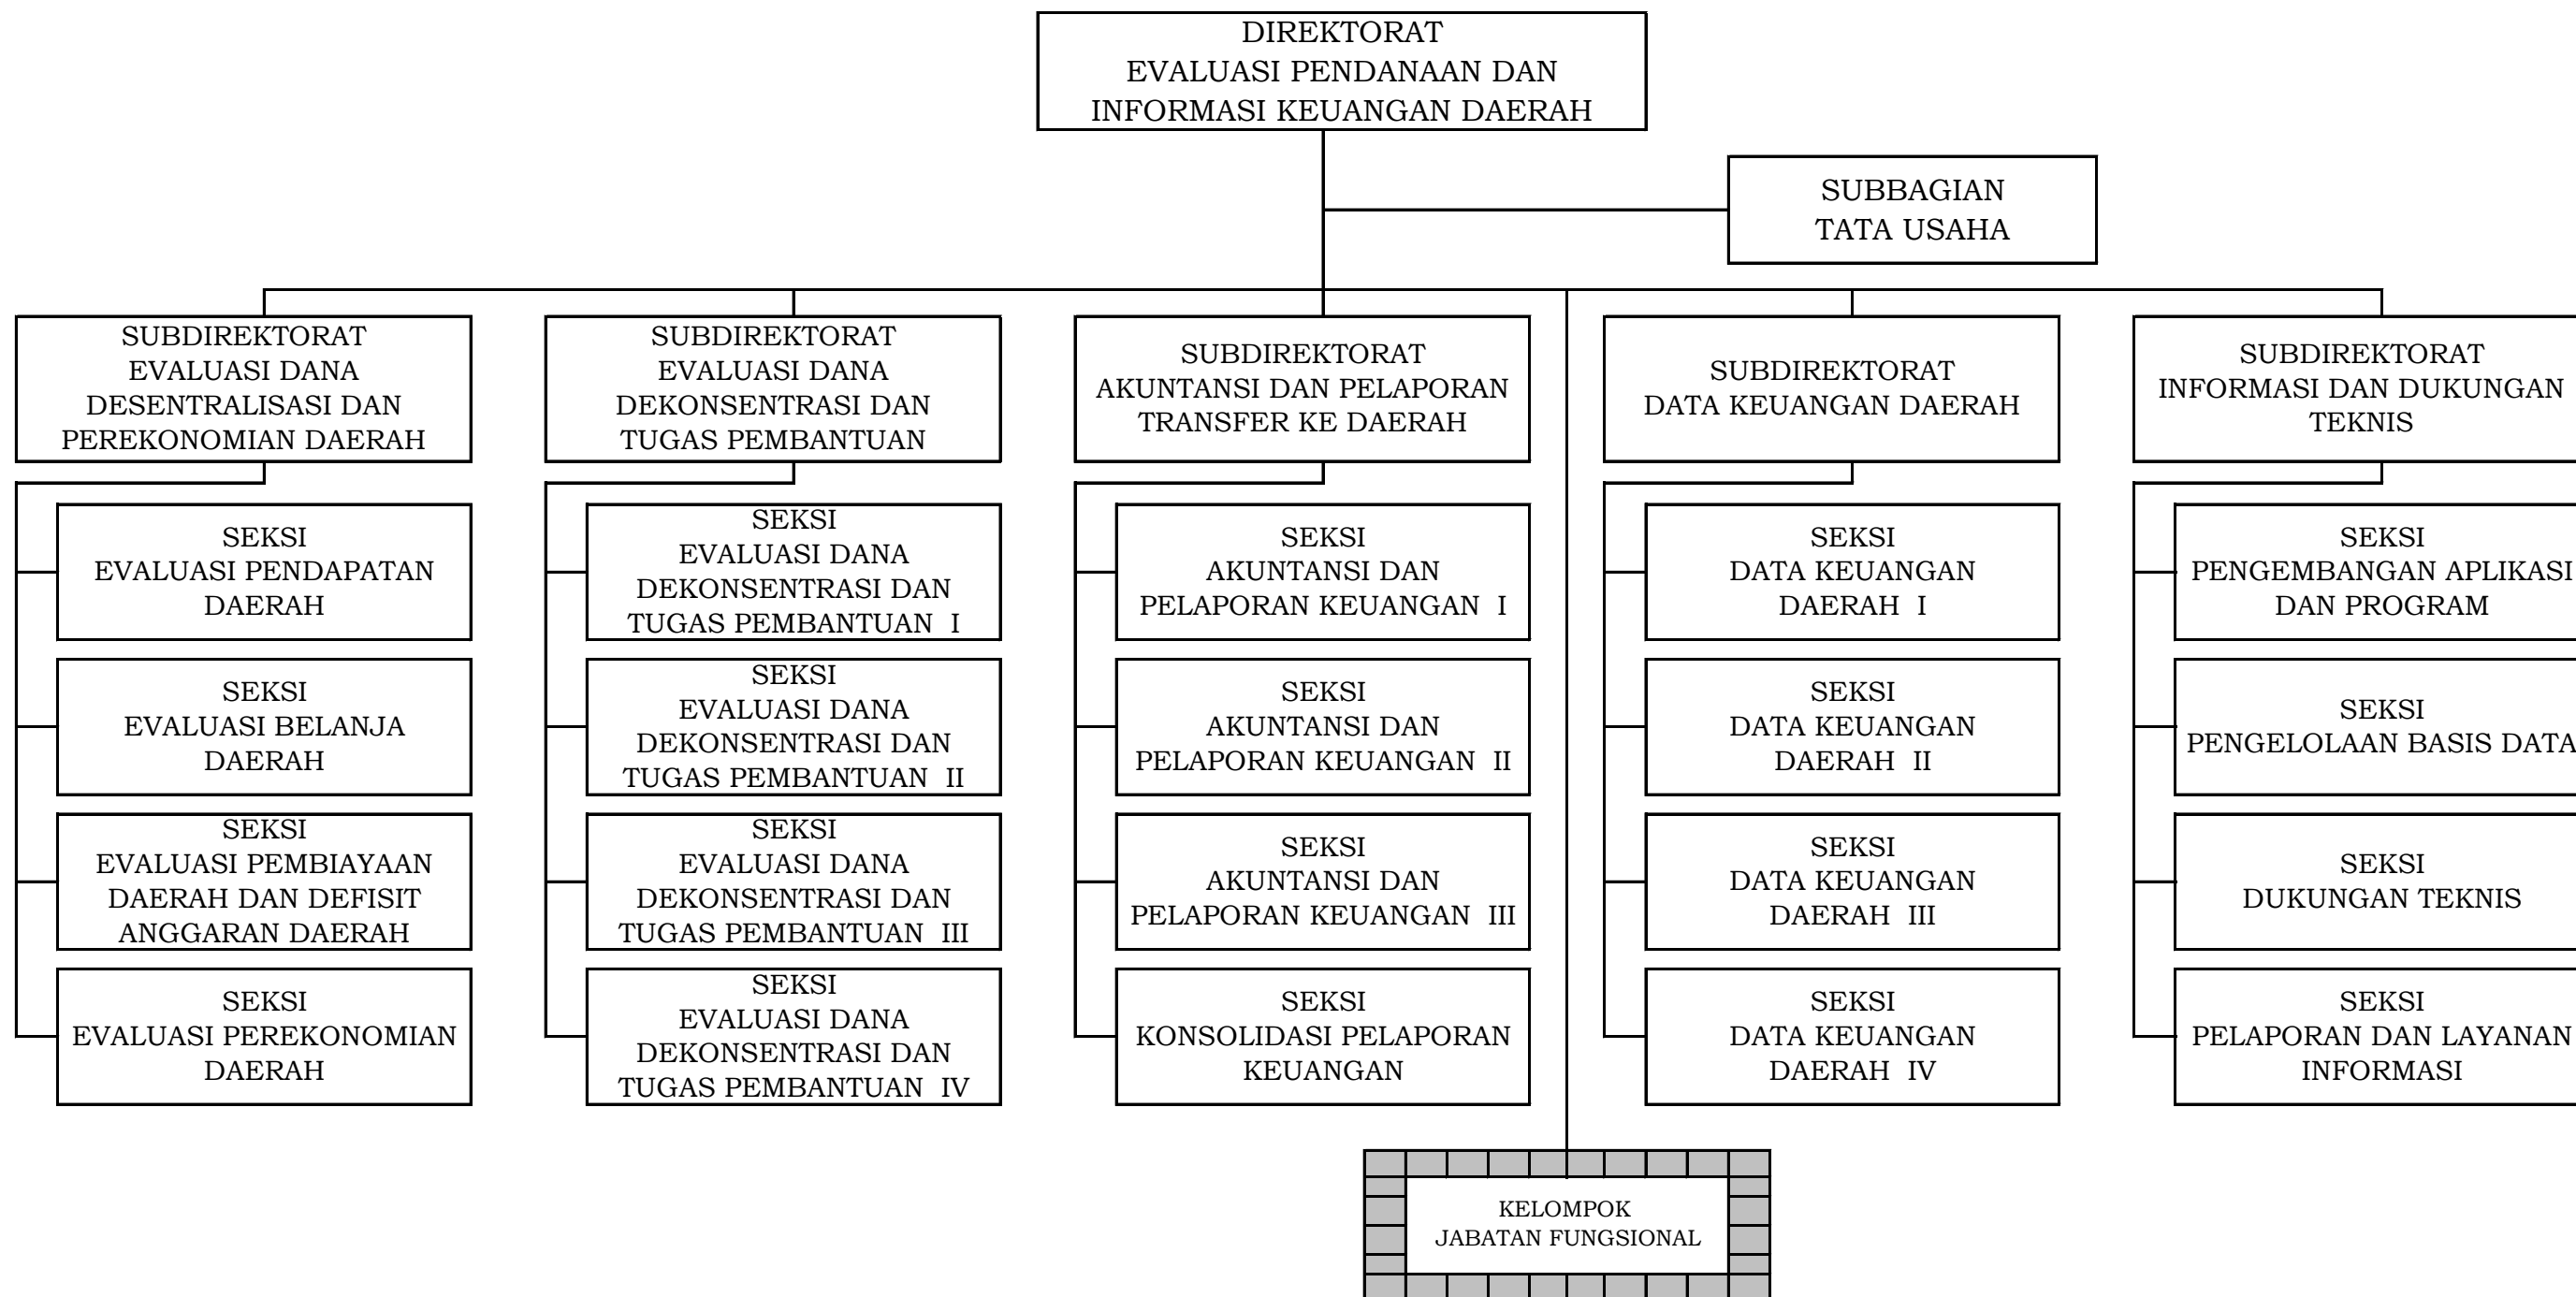 DIREKTORAT
EVALUASI PENDANAAN DAN
INFORMASI KEUANGAN DAERAH
SUBBAGIAN
TATA USAHA
SUBDIREKTORAT
EVALUASI DANA
DESENTRALISASI DAN
PEREKONOMIAN DAERAH
SEKSI
EVALUASI PENDAPATAN
DAERAH
SEKSI
EVALUASI BELANJA
DAERAH
SEKSI
EVALUASI PEMBIAYAAN
DAERAH DAN DEFISIT
ANGGARAN DAERAH
SEKSI
EVALUASI PEREKONOMIAN
DAERAH
SUBDIREKTORAT
EVALUASI DANA
DEKONSENTRASI DAN
TUGAS PEMBANTUAN
SEKSI
EVALUASI DANA
DEKONSENTRASI DAN
TUGAS PEMBANTUAN I
SEKSI
EVALUASI DANA
DEKONSENTRASI DAN
TUGAS PEMBANTUAN II
SEKSI
EVALUASI DANA
DEKONSENTRASI DAN
TUGAS PEMBANTUAN III
SEKSI
EVALUASI DANA
DEKONSENTRASI DAN
TUGAS PEMBANTUAN IV
SUBDIREKTORAT
AKUNTANSI DAN PELAPORAN
TRANSFER KE DAERAH
SEKSI
AKUNTANSI DAN
PELAPORAN KEUANGAN I
SEKSI
AKUNTANSI DAN
PELAPORAN KEUANGAN II
SEKSI
AKUNTANSI DAN
PELAPORAN KEUANGAN III
SEKSI
KONSOLIDASI PELAPORAN
KEUANGAN
SUBDIREKTORAT
DATA KEUANGAN DAERAH
SEKSI
DATA KEUANGAN
DAERAH I
SEKSI
DATA KEUANGAN
DAERAH II
SEKSI
DATA KEUANGAN
DAERAH III
SEKSI
DATA KEUANGAN
DAERAH IV
SUBDIREKTORAT
INFORMASI DAN DUKUNGAN
TEKNIS
SEKSI
PENGEMBANGAN APLIKASI
DAN PROGRAM
SEKSI
PENGELOLAAN BASIS DATA
SEKSI
DUKUNGAN TEKNIS
SEKSI
PELAPORAN DAN LAYANAN
INFORMASI
KELOMPOK
JABATAN FUNGSIONAL